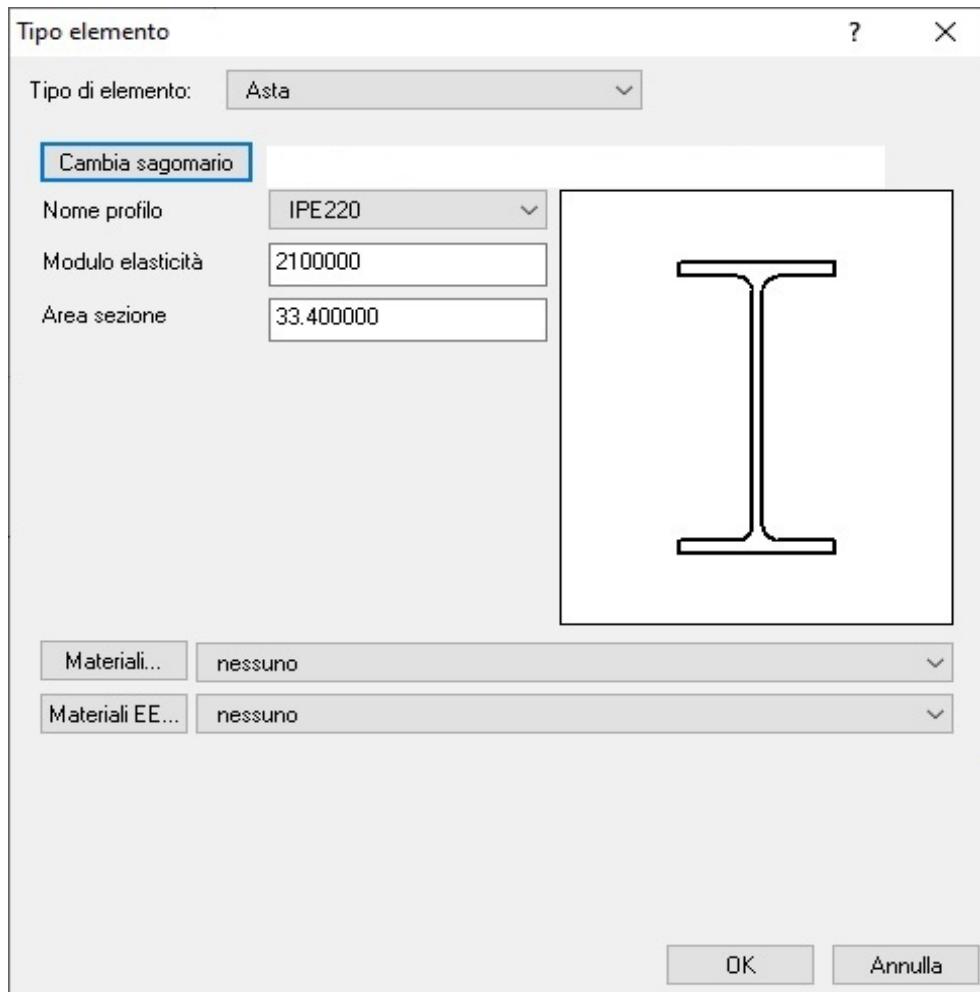 Tipo elemento ?
Tipo di elemento: Asta
Cambia sagomario
Nome profilo IPE220
Modulo elasticità 2100000
Area sezione 33.400000
Materiali... nessuno
Materiali EE... nessuno
OK Annulla